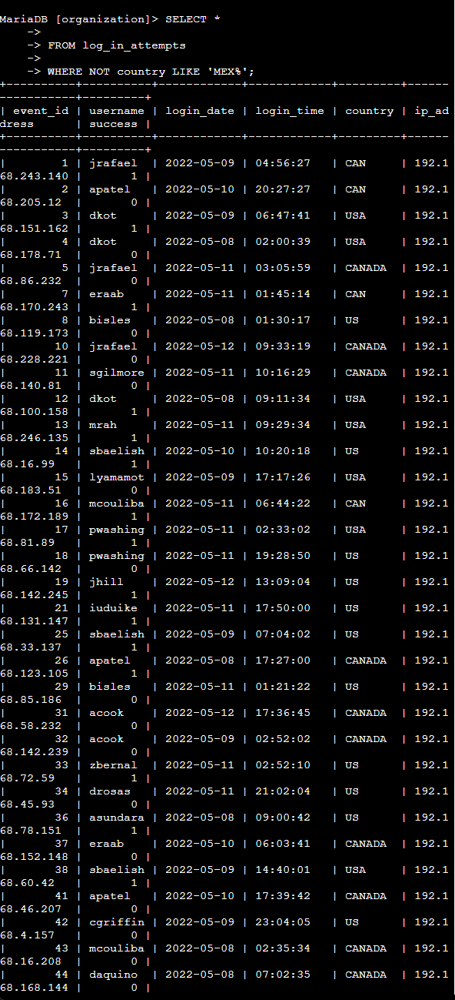 MariaDB [organization]> SELECT *
    ->
    -> FROM log_in_attempts
    ->
    -> WHERE NOT country LIKE 'MEX%';
+----------+----------+------------+------------+---------+------
-----------+---------+
| event_id | username | login_date | login_time | country | ip_ad
dress      | success |
+----------+----------+------------+------------+---------+------
-----------+---------+
|        1 | jrafael  | 2022-05-09 | 04:56:27   | CAN     | 192.1
68.243.140 |       1 |
|        2 | apatel   | 2022-05-10 | 20:27:27   | CAN     | 192.1
68.205.12  |       0 |
|        3 | dkot     | 2022-05-09 | 06:47:41   | USA     | 192.1
68.151.162 |       1 |
|        4 | dkot     | 2022-05-08 | 02:00:39   | USA     | 192.1
68.178.71  |       0 |
|        5 | jrafael  | 2022-05-11 | 03:05:59   | CANADA  | 192.1
68.86.232  |       0 |
|        7 | eraab    | 2022-05-11 | 01:45:14   | CAN     | 192.1
68.170.243 |       1 |
|        8 | bisles   | 2022-05-08 | 01:30:17   | US      | 192.1
68.119.173 |       0 |
|       10 | jrafael  | 2022-05-12 | 09:33:19   | CANADA  | 192.1
68.228.221 |       0 |
|       11 | sgilmore | 2022-05-11 | 10:16:29   | CANADA  | 192.1
68.140.81  |       0 |
|       12 | dkot     | 2022-05-08 | 09:11:34   | USA     | 192.1
68.100.158 |       1 |
|       13 | mrah     | 2022-05-11 | 09:29:34   | USA     | 192.1
68.246.135 |       1 |
|       14 | sbaelish | 2022-05-10 | 10:20:18   | US      | 192.1
68.16.99   |       1 |
|       15 | lyamamot | 2022-05-09 | 17:17:26   | USA     | 192.1
68.183.51  |       0 |
|       16 | mcouliba | 2022-05-11 | 06:44:22   | CAN     | 192.1
68.172.189 |       1 |
|       17 | pwashing | 2022-05-11 | 02:33:02   | USA     | 192.1
68.81.89   |       1 |
|       18 | pwashing | 2022-05-11 | 19:28:50   | US      | 192.1
68.66.142  |       0 |
|       19 | jhill    | 2022-05-12 | 13:09:04   | US      | 192.1
68.142.245 |       1 |
|       21 | iuduike  | 2022-05-11 | 17:50:00   | US      | 192.1
68.131.147 |       1 |
|       25 | sbaelish | 2022-05-09 | 07:04:02   | US      | 192.1
68.33.137  |       1 |
|       26 | apatel   | 2022-05-08 | 17:27:00   | CANADA  | 192.1
68.123.105 |       1 |
|       29 | bisles   | 2022-05-11 | 01:21:22   | US      | 192.1
68.85.186  |       0 |
|       31 | acook    | 2022-05-12 | 17:36:45   | CANADA  | 192.1
68.58.232  |       0 |
|       32 | acook    | 2022-05-09 | 02:52:02   | CANADA  | 192.1
68.142.239 |       0 |
|       33 | zbernal  | 2022-05-11 | 02:52:10   | US      | 192.1
68.72.59   |       1 |
|       34 | drosas   | 2022-05-11 | 21:02:04   | US      | 192.1
68.45.93   |       0 |
|       36 | asundara | 2022-05-08 | 09:00:42   | US      | 192.1
68.78.151  |       1 |
|       37 | eraab    | 2022-05-10 | 06:03:41   | CANADA  | 192.1
68.152.148 |       0 |
|       38 | sbaelish | 2022-05-09 | 14:40:01   | USA     | 192.1
68.60.42   |       1 |
|       41 | apatel   | 2022-05-10 | 17:39:42   | CANADA  | 192.1
68.46.207  |       0 |
|       42 | cgriffin | 2022-05-09 | 23:04:05   | US      | 192.1
68.4.157   |       0 |
|       43 | mcouliba | 2022-05-08 | 02:35:34   | CANADA  | 192.1
68.16.208  |       0 |
|       44 | daquino  | 2022-05-08 | 07:02:35   | CANADA  | 192.1
68.168.144 |       0 |